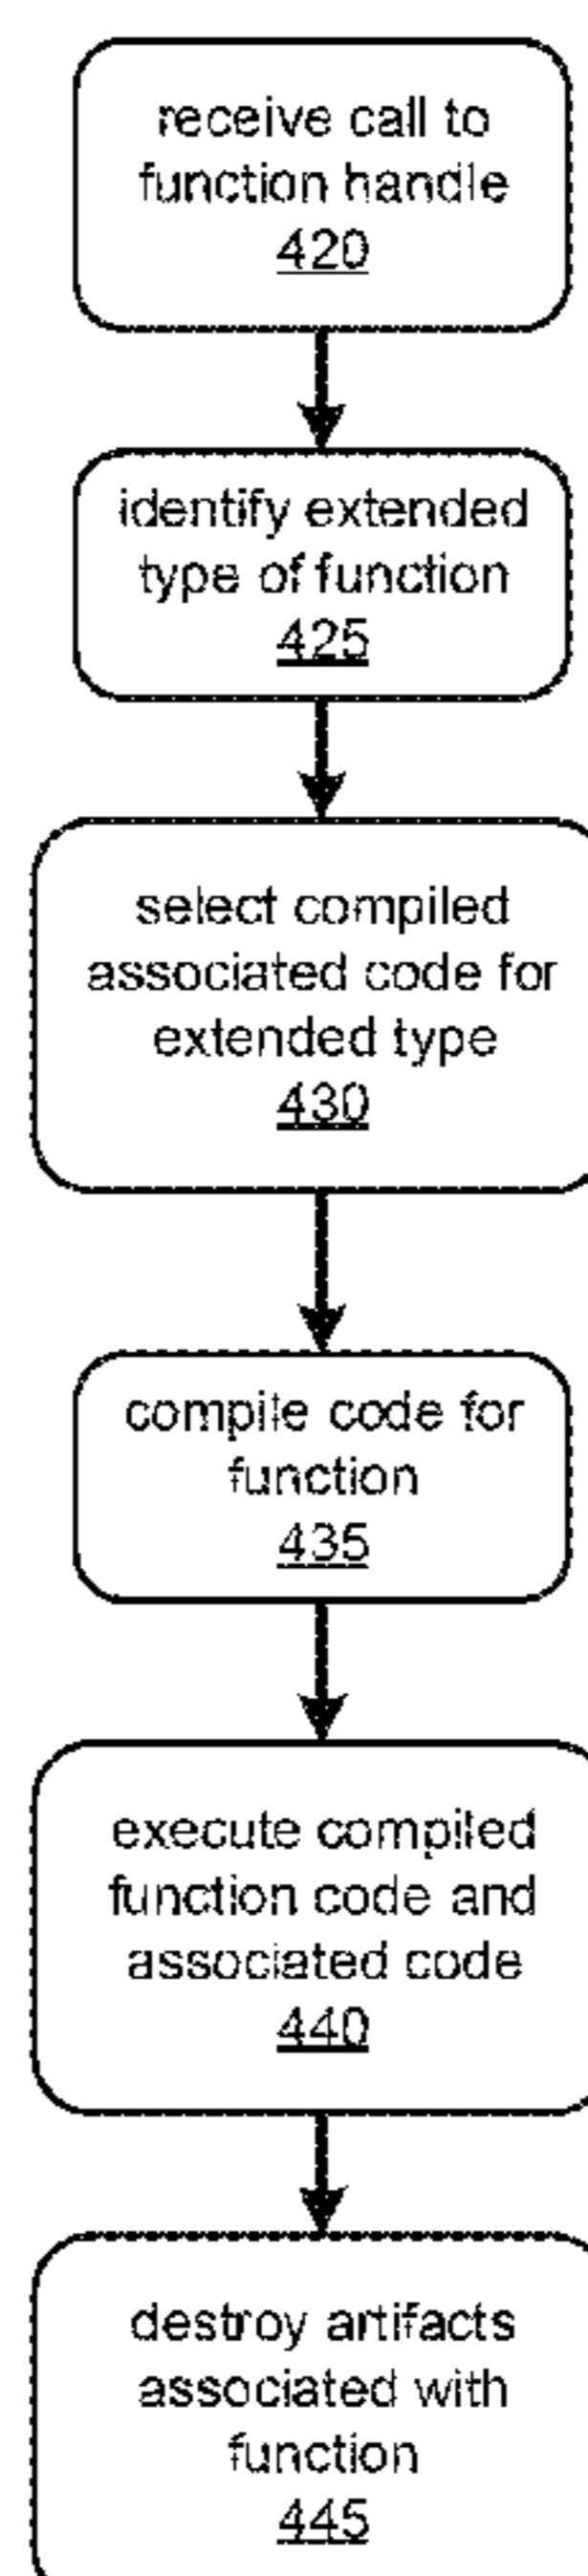 receive call to
function handle
420
identify extended
type of function
425
select compiled
associated code for
extended type
430
compile code for
function
435
execute compiled
function code and
associated code
440
destroy artifacts
associated with
function
445